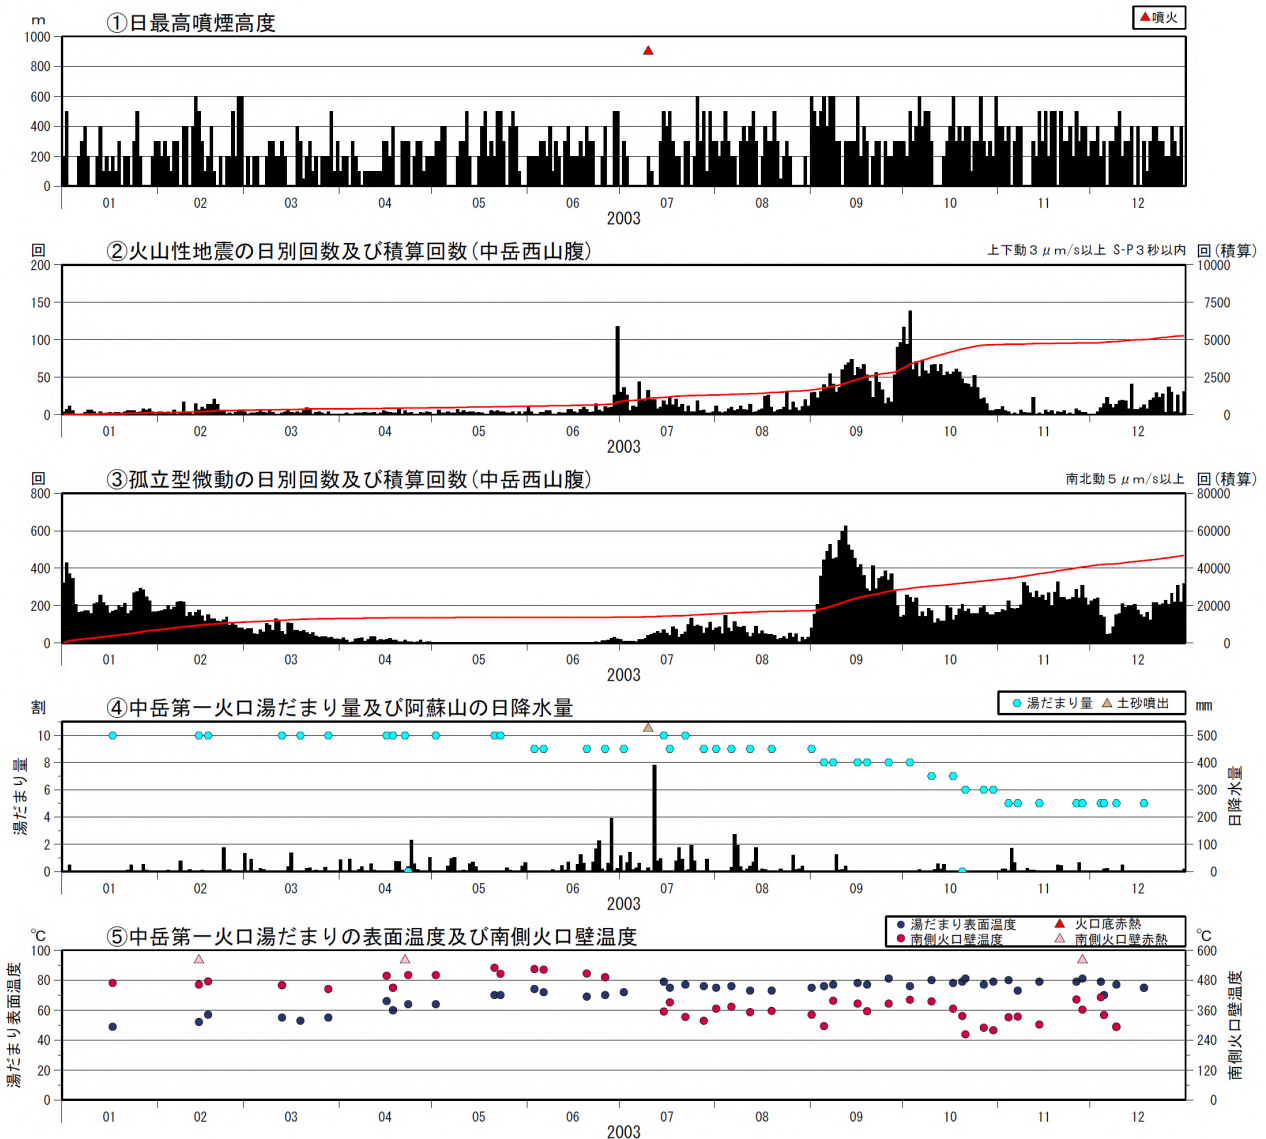 m ①日最高噴煙高度 ▲噴火
1000
800
600
400
200
0
01 02 03 04 05 06 07 08 09 10 11 12
2003
回 ②火山性地震の日別回数及び積算回数(中岳西山腹) 上下動3μm/s以上 S-P3秒以内 回(積算)
200 10000
150 7500
100 5000
50 2500
0 0
01 02 03 04 05 06 07 08 09 10 11 12
2003
回 ③孤立型微動の日別回数及び積算回数(中岳西山腹) 南北動5μm/s以上 回(積算)
800 80000
600 60000
400 40000
200 20000
0 0
01 02 03 04 05 06 07 08 09 10 11 12
2003
割 ④中岳第一火口湯だまり量及び阿蘇山の日降水量 湯だまり量 土砂噴出 mm
湯だまり量
日降水量
10 500
8 400
6 300
4 200
2 100
0 0
01 02 03 04 05 06 07 08 09 10 11 12
2003
℃ ⑤中岳第一火口湯だまりの表面温度及び南側火口壁温度 ℃
湯だまり表面温度 火口底赤熱
南側火口壁温度 南側火口壁赤熱
湯だまり表面温度
南側火口壁温度
100 600
80 480
60 360
40 240
20 120
0 0
01 02 03 04 05 06 07 08 09 10 11 12
2003